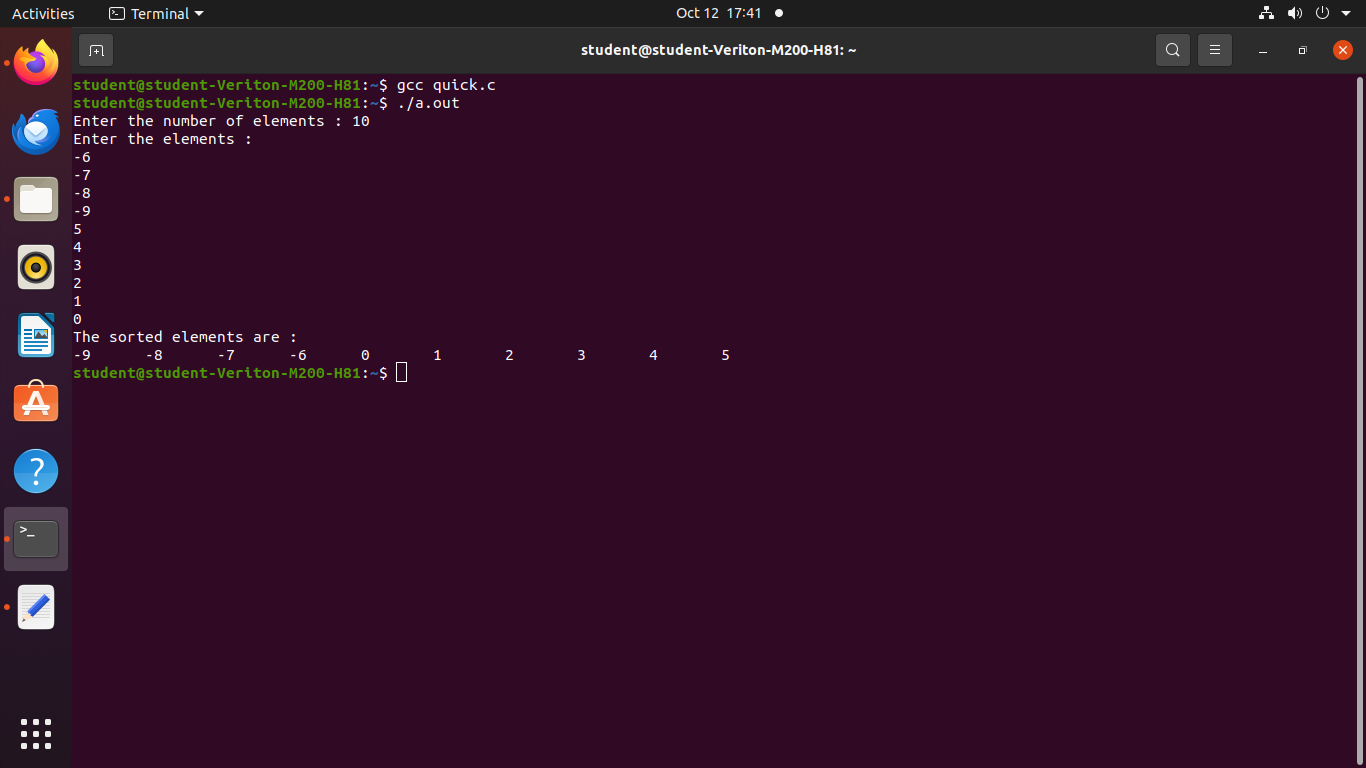 Activities Terminal Oct 12 17:41
student@student-Veriton-M200-H81: ~
student@student-Veriton-M200-H81:~$ gcc quick.c
student@student-Veriton-M200-H81:~$ ./a.out
Enter the number of elements : 10
Enter the elements :
-6
-7
-8
-9
5
4
3
2
1
0
The sorted elements are :
-9 -8 -7 -6 0 1 2 3 4 5
student@student-Veriton-M200-H81:~$